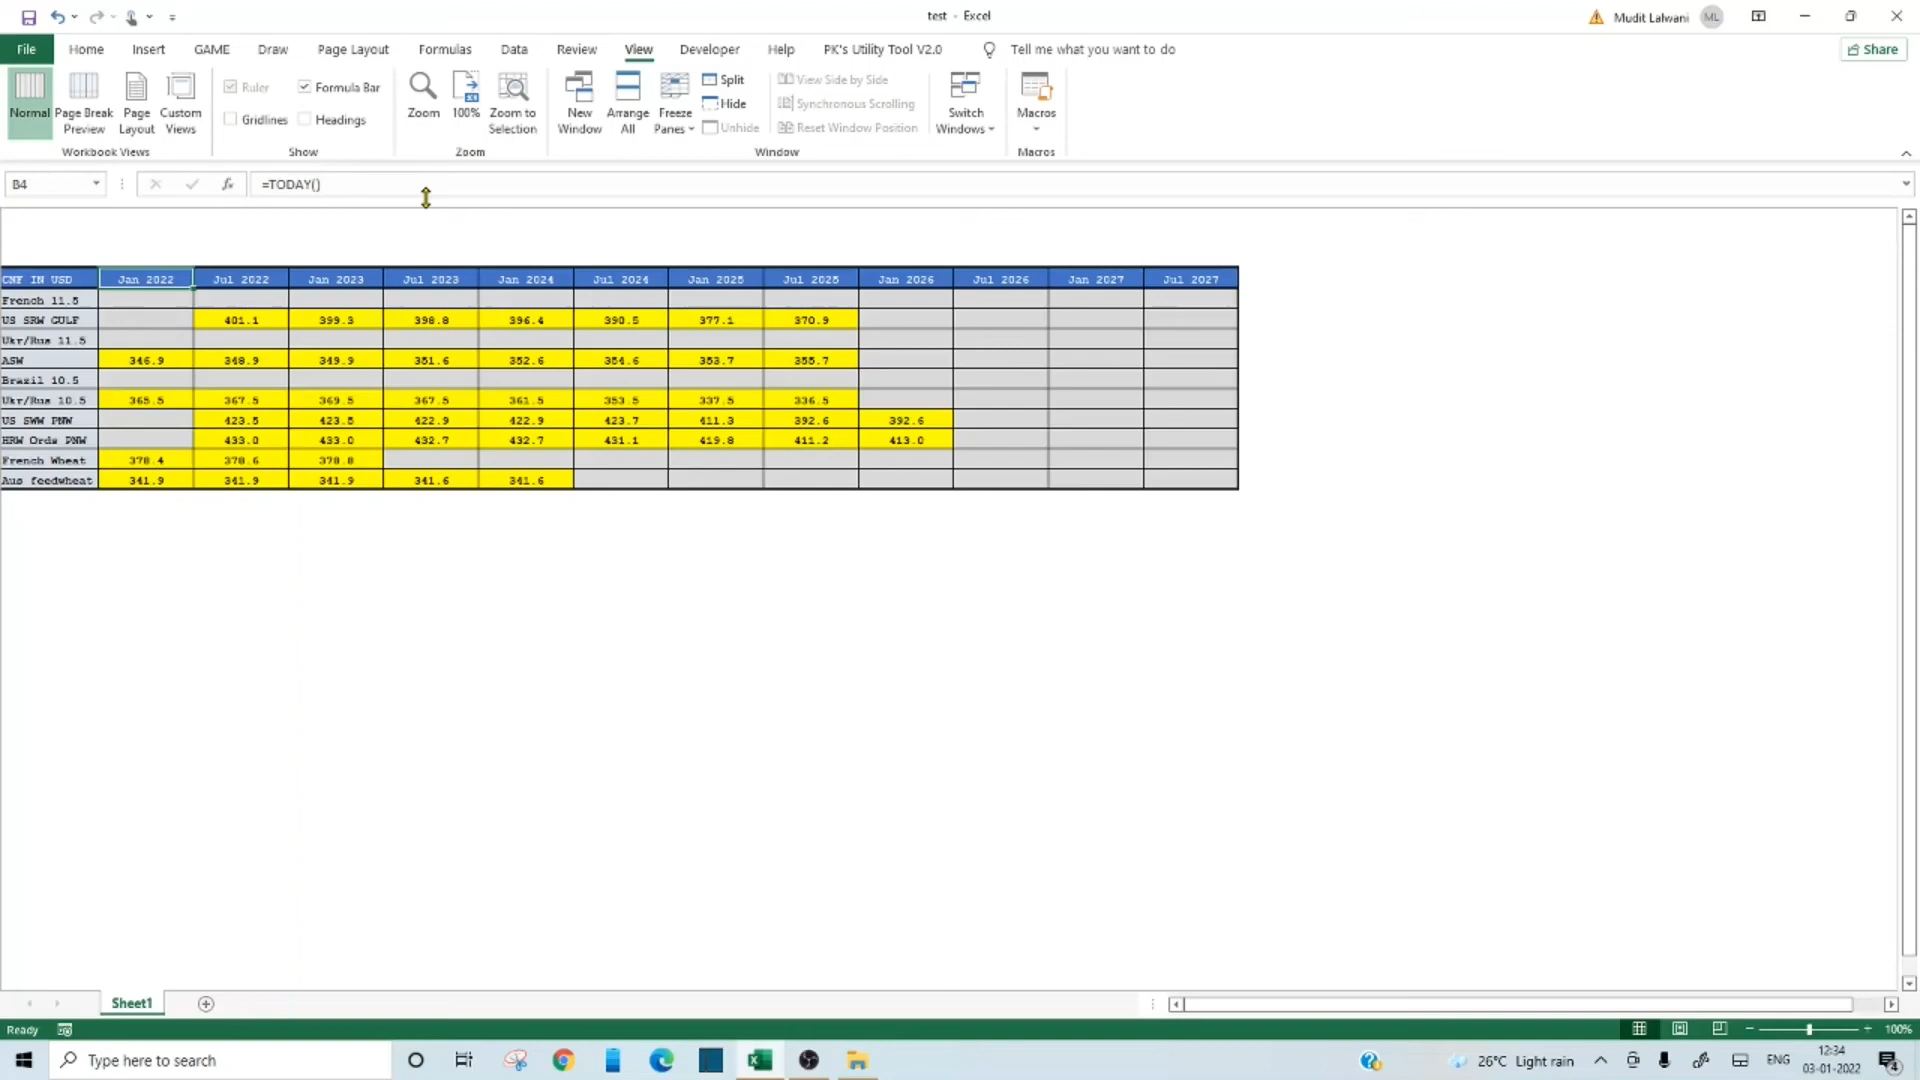 test - Excel
Mudit Lalwani ML
File Home Insert GAME Draw Page Layout Formulas Data Review View Developer Help PK's Utility Tool V2.0 Tell me what you want to do Share
Normal
Page Break Preview
Page Layout
Custom Views
Workbook Views
Ruler
Formula Bar
Gridlines
Headings
Show
Zoom
100%
Zoom to Selection
Zoom
New Window
Arrange All
Freeze Panes
Split
Hide
Unhide
View Side by Side
Synchronous Scrolling
Reset Window Position
Window
Switch Windows
Macros
Macros
B4 fx =TODAY()
CNF IN USD Jan 2022 Jul 2022 Jan 2023 Jul 2023 Jan 2024 Jul 2024 Jan 2025 Jul 2025 Jan 2026 Jul 2026 Jan 2027 Jul 2027
French 11.5
US SRW GULF 401.1 399.3 398.8 396.4 390.5 377.1 370.9
Ukr/Rus 11.5
ASW 346.9 348.9 349.9 351.6 352.6 354.6 353.7 355.7
Brazil 10.5
Ukr/Rus 10.5 365.5 367.5 369.5 367.5 361.5 353.5 337.5 336.5
US SWW PNW 423.5 423.5 422.9 422.9 423.7 411.3 392.6 392.6
HRW Ords PNW 433.0 433.0 432.7 432.7 431.1 419.8 411.2 413.0
French Wheat 378.4 378.6 378.8
Aus feedwheat 341.9 341.9 341.9 341.6 341.6
Sheet1
Ready
100%
Type here to search
26°C Light rain
ENG
12:34
03-01-2022
4